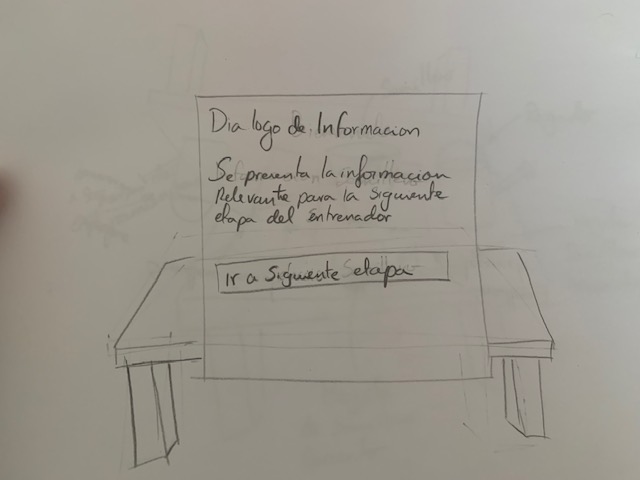 Dialogo de Informacion
Se presenta la informacion
Relevante para la siguiente
etapa del entrenador
Ir a Siguiente etapa